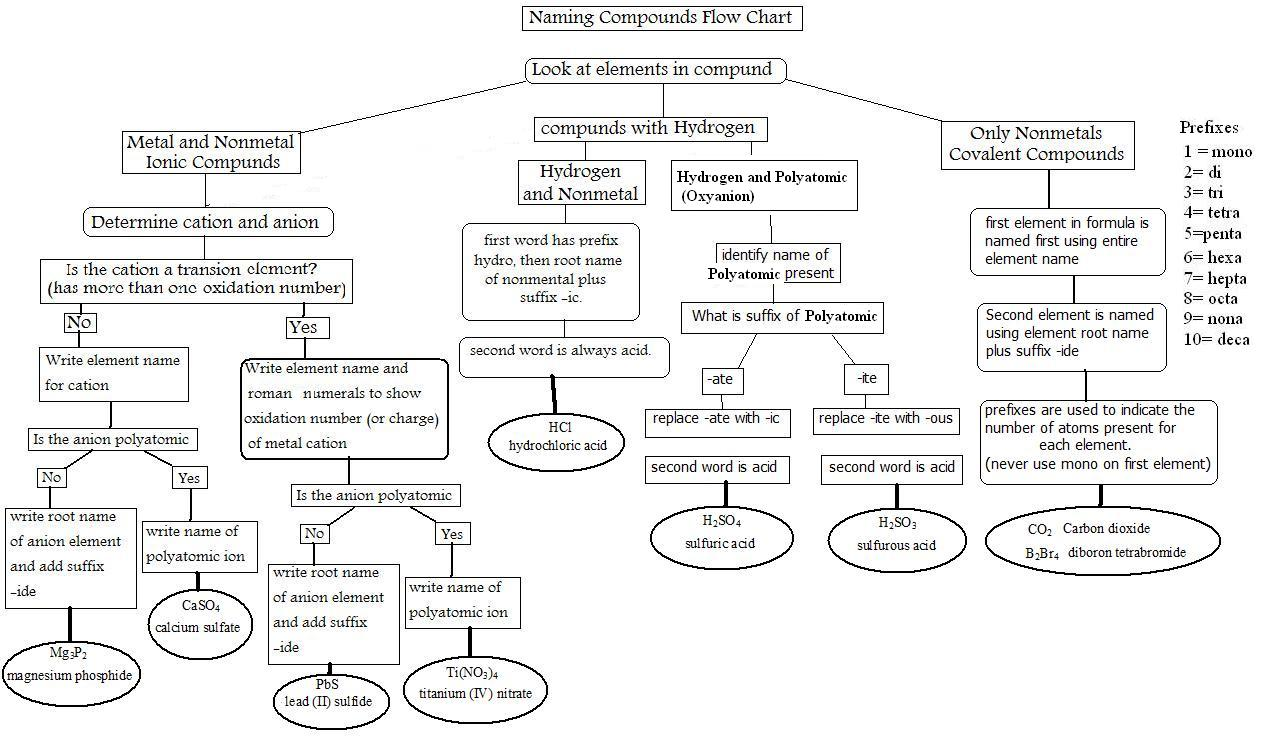 Naming Compounds Flow Chart
Look at elements in compund
Metal and Nonmetal
Ionic Compunds
Determine cation and anion
Is the cation a transion element?
(has more than one oxidation number)
No
Yes
Write element name
for cation
Is the anion polyatomic
No
Yes
write root name
of anion element
and add suffix
-ide
write name of
polyatomic ion
Mg₃P₂
magnesium phosphide
CaSO₄
calcium sulfate
Write element name and
roman numerals to show
oxidation number (or charge)
of metal cation
Is the anion polyatomic
No
Yes
write root name
of anion element
and add suffix
-ide
write name of
polyatomic ion
PbS
lead (II) sulfide
Ti(NO₃)₄
titanium (IV) nitrate
compunds with Hydrogen
Hydrogen
and Nonmetal
first word has prefix
hydro, then root name
of nonmental plus
suffix -ic.
second word is always acid.
HCl
hydrochloric acid
Hydrogen and Polyatomic
(Oxyanion)
identify name of
Polyatomic present
What is suffix of Polyatomic
-ate
-ite
replace -ate with -ic
replace -ite with -ous
second word is acid
second word is acid
H₂SO₄
sulfuric acid
H₂SO₃
sulfurous acid
Only Nonmetals
Covalent Compounds
first element in formula is
named first using entire
element name
Second element is named
using element root name
plus suffix -ide
prefixes are used to indicate the
number of atoms present for
each element.
(never use mono on first element)
CO₂ Carbon dioxide
B₂Br₄ diboron tetrabromide
Prefixes
1 = mono
2= di
3= tri
4= tetra
5=penta
6= hexa
7= hepta
8= octa
9= nona
10= deca